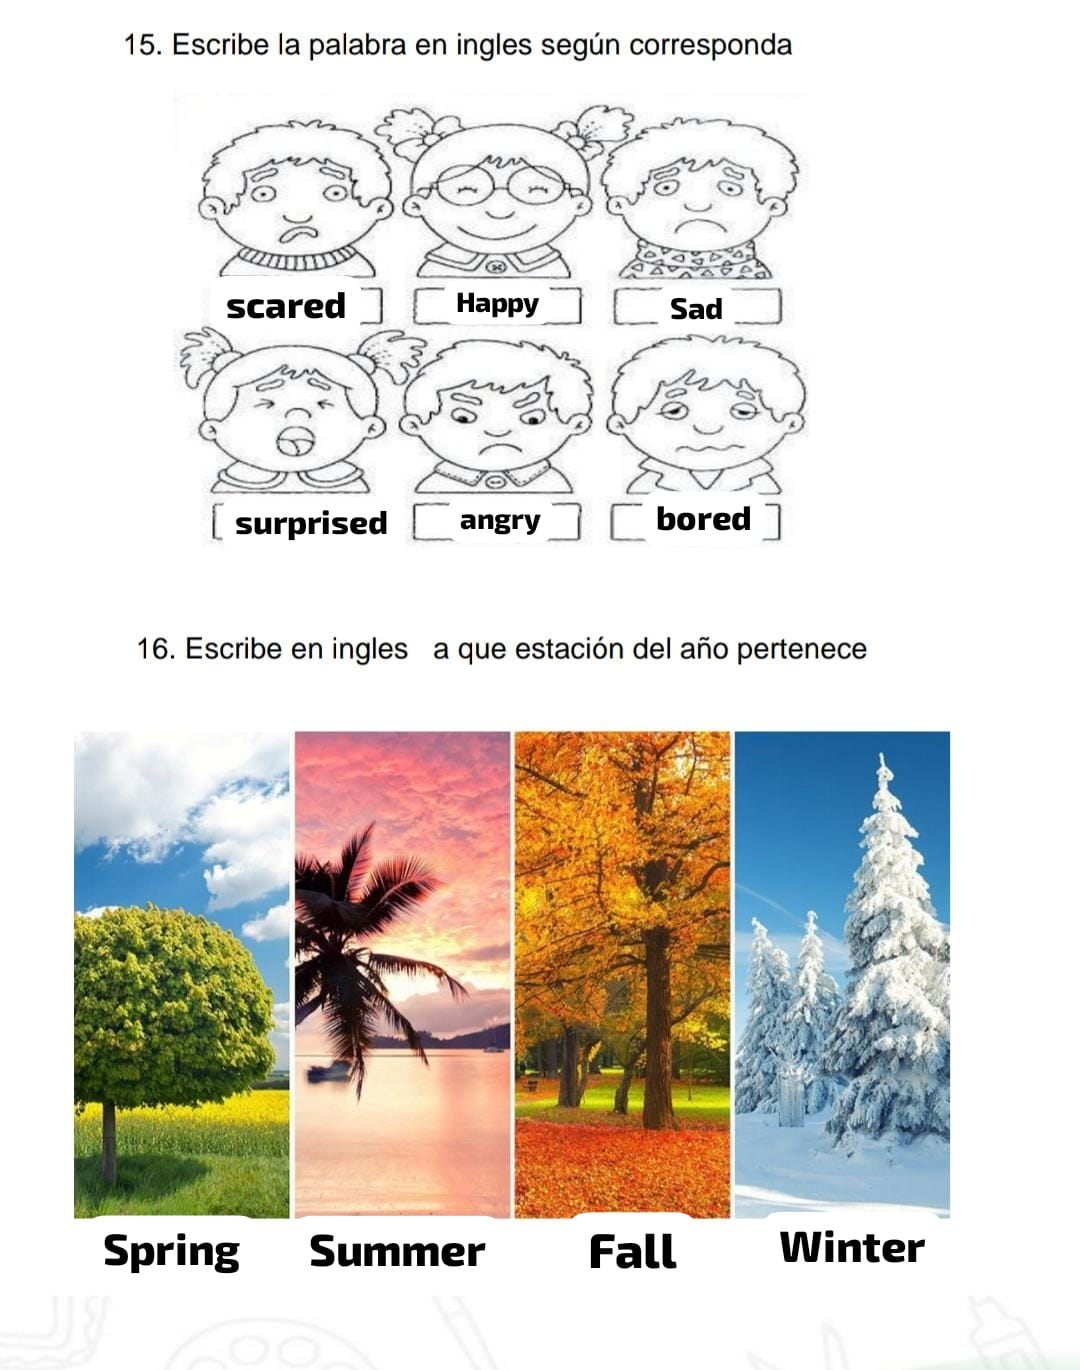 15. Escribe la palabra en ingles según corresponda
scared Happy Sad
surprised angry bored
16. Escribe en ingles a que estación del año pertenece
Spring Summer Fall Winter